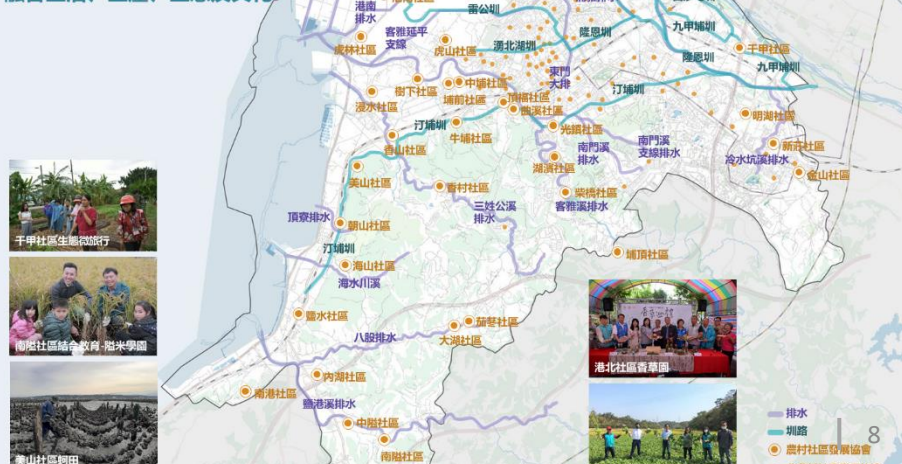 港南
排水
雷公圳
九甲埔圳
客雅延平
支線
隆恩圳
虎林社區
虎山社區
湧北湖圳
千甲社區
隆恩圳
東門
大排
九甲埔圳
樹下社區
中埔社區
埔前社區
頂福社區
汀埔圳
浸水社區
明湖社區
汀埔圳
牛埔社區
光鎮社區
香山社區
南門溪
排水
南門溪
支線排水
新莊社區
湖濱社區
冷水坑溪排水
金山社區
美山社區
香村社區
柴橋社區
三姓公溪
排水
客雅溪排水
頂寮排水
朝山社區
千甲社區生態微旅行
汀埔圳
埔頂社區
海山社區
海水川溪
鹽水社區
茄苳社區
八股排水
大湖社區
南隘社區結合教育-隘米學園
港北社區香草園
內湖社區
南港社區
鹽港溪排水
中隘社區
南隘社區
美山社區蚵田
排水
圳路
農村社區發展協會
8